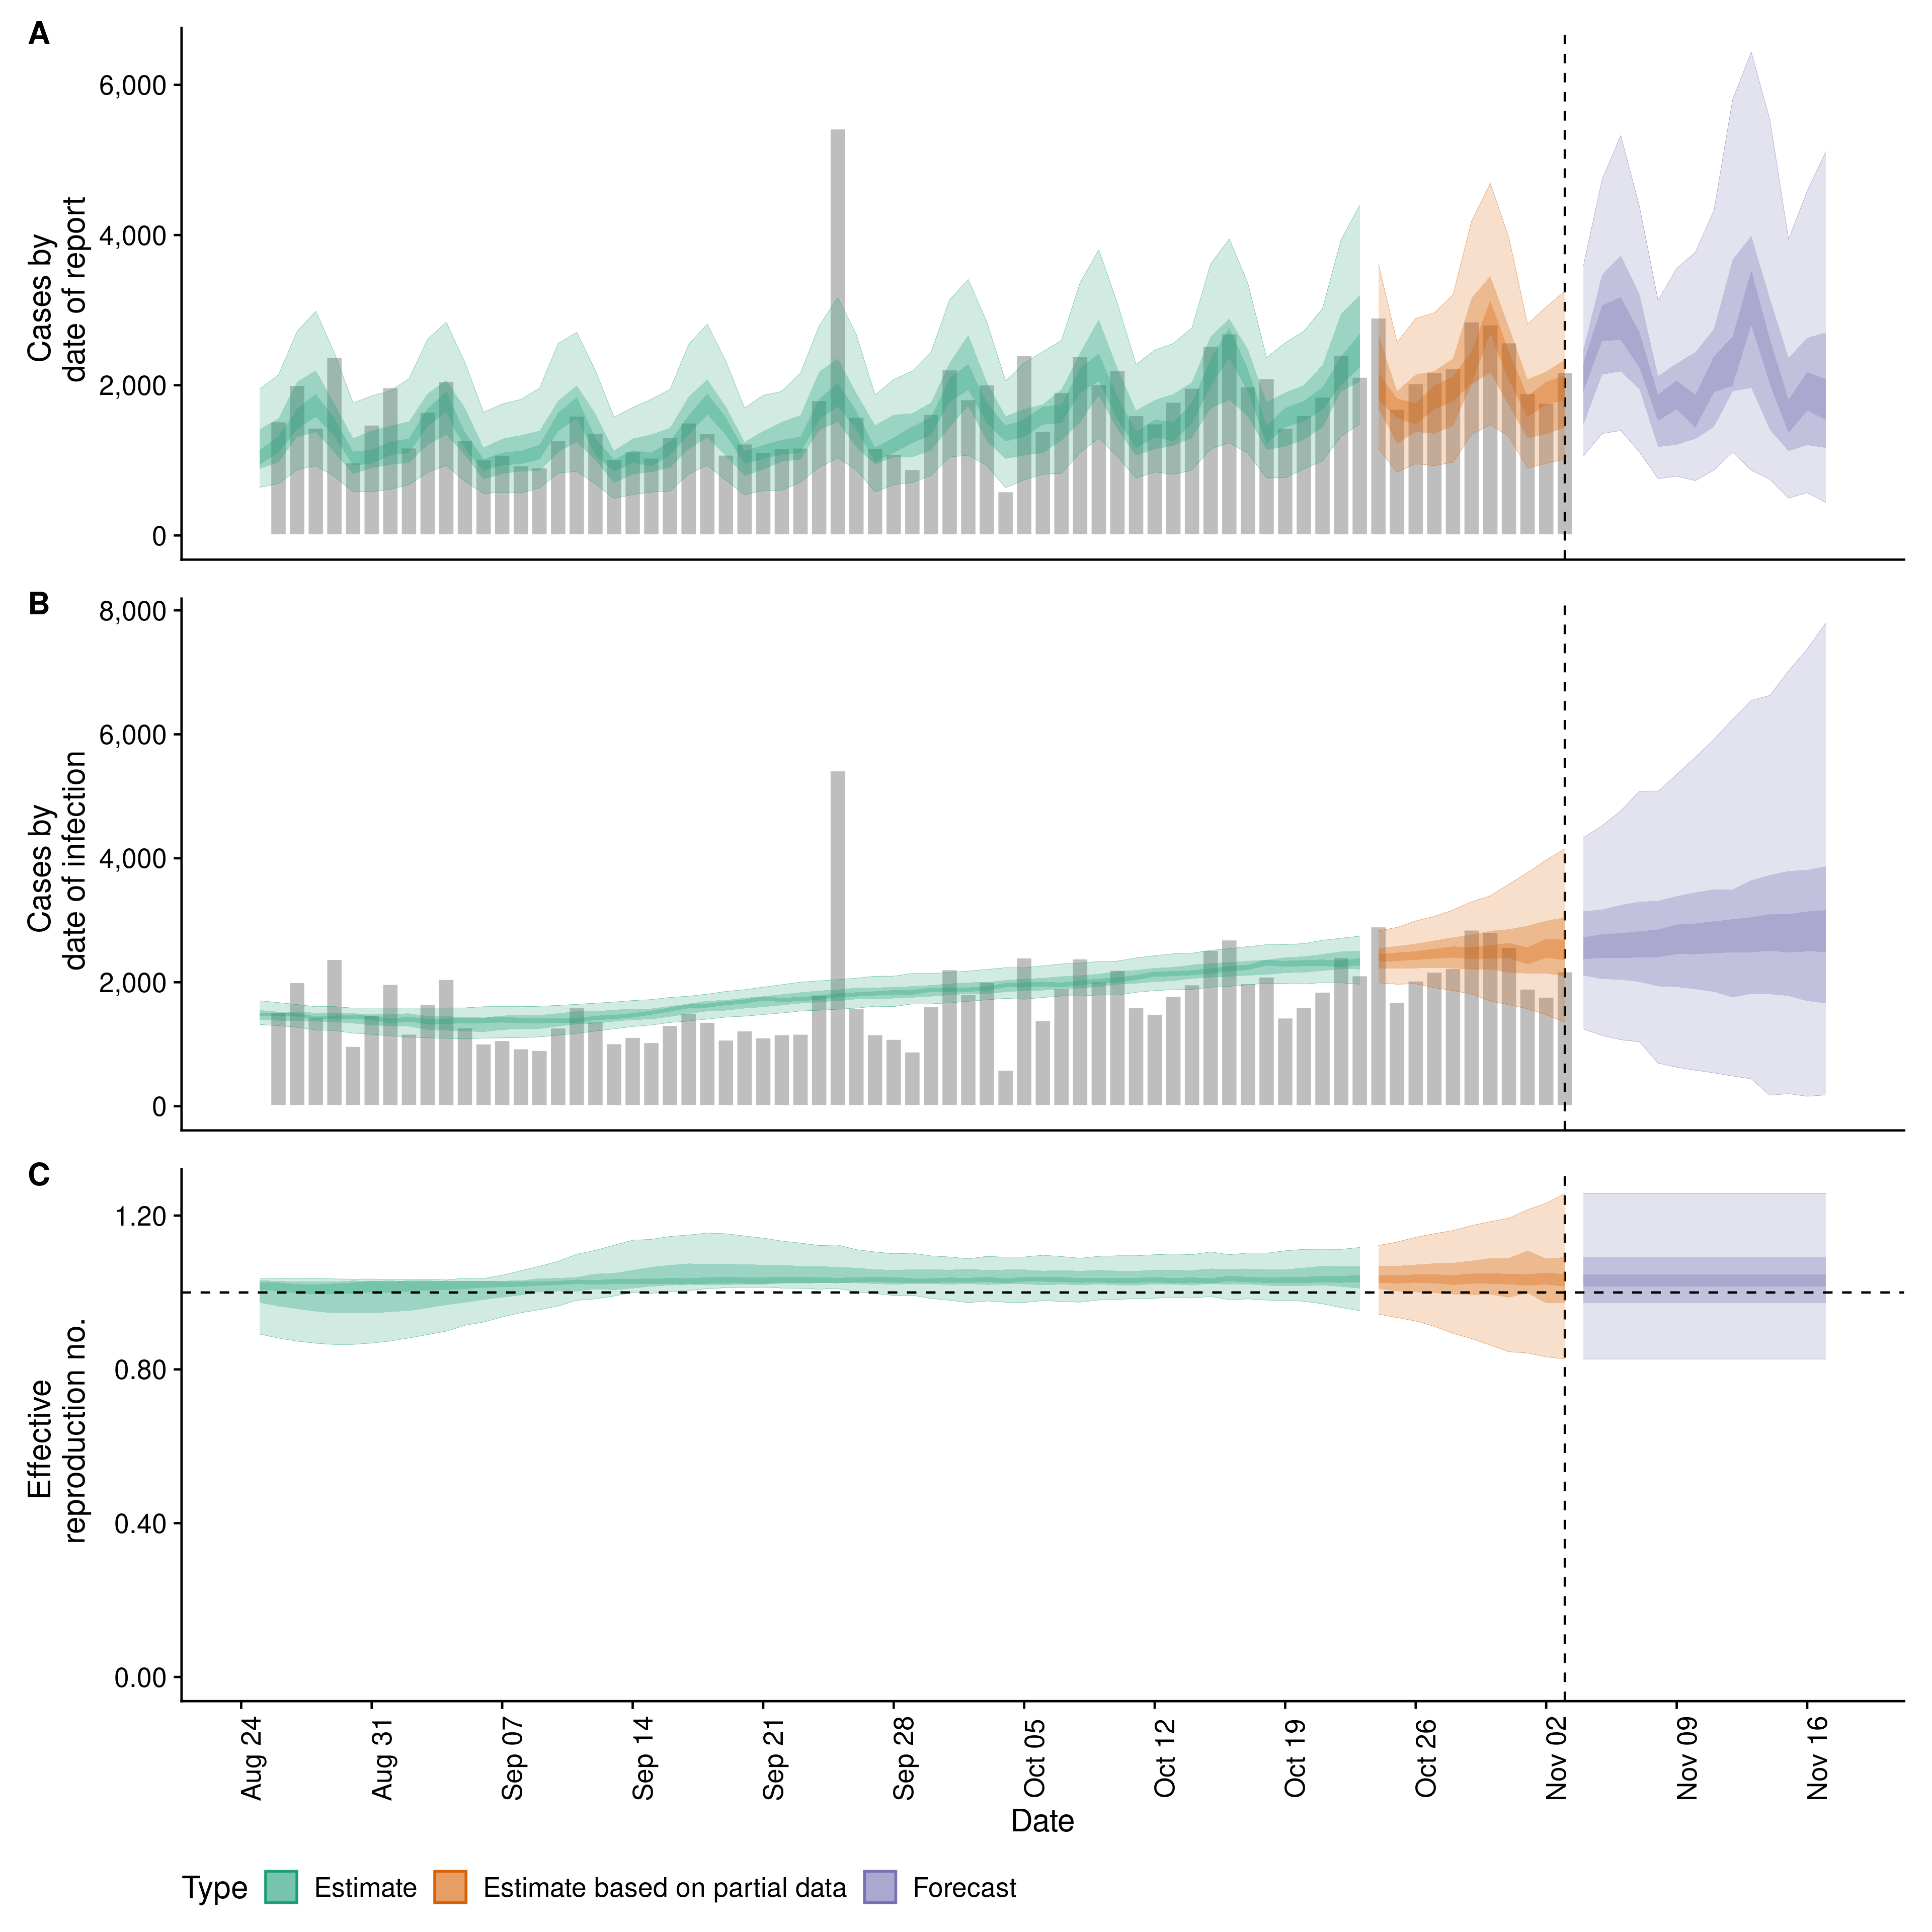 A
6,000
4,000
2,000
0
Cases by
date of report
B
8,000
6,000
4,000
2,000
0
Cases by
date of infection
C
1.20
0.80
0.40
0.00
Effective
reproduction no.
Aug 24
Aug 31
Sep 07
Sep 14
Sep 21
Sep 28
Oct 05
Oct 12
Oct 19
Oct 26
Nov 02
Nov 09
Nov 16
Date
Type Estimate Estimate based on partial data Forecast